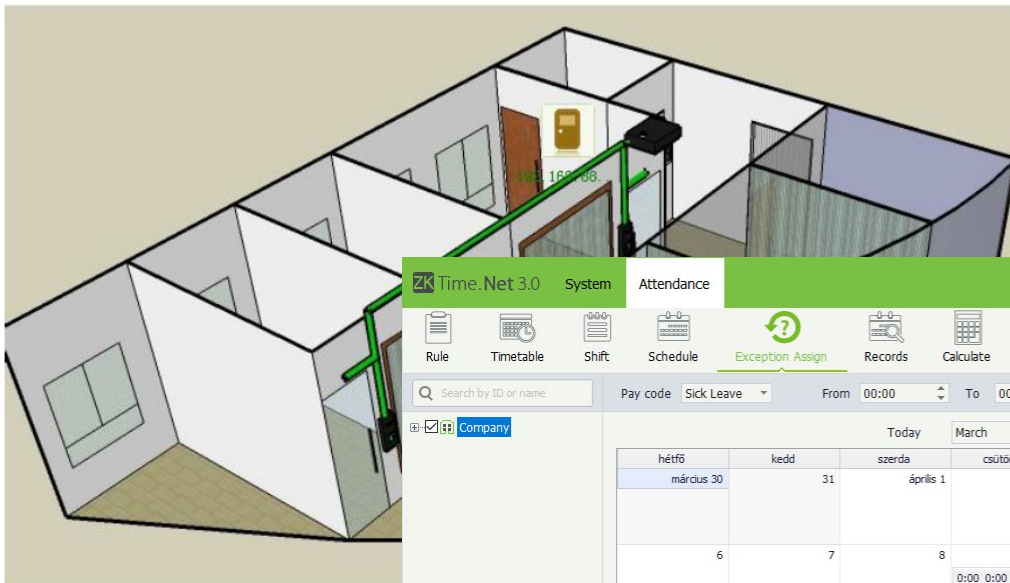 ZK Time.Net 3.0 System Attendance
Rule Timetable Shift Schedule Exception Assign Records Calculate
Search by ID or name Pay code Sick Leave From 00:00 To
Company
Today March
hétfő kedd szerda
március 30 31 április 1
6 7 8
0:00 0:00